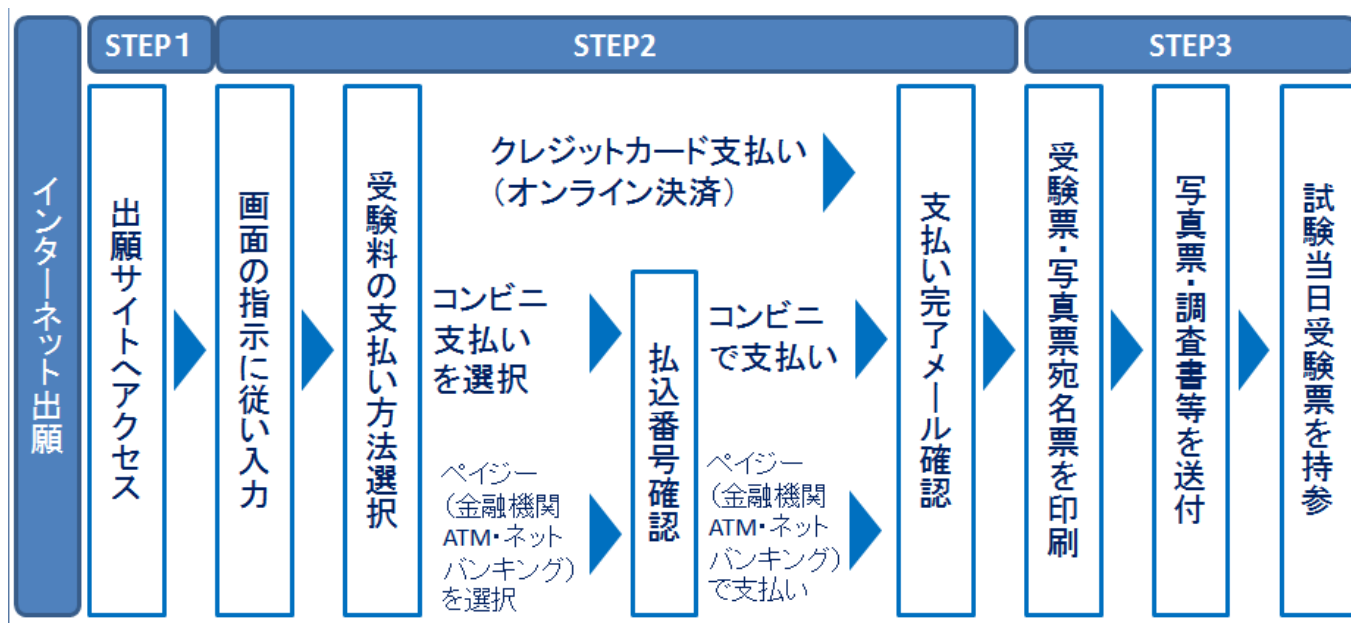 STEP1
STEP2
STEP3
インターネット出願
出願サイトへアクセス
画面の指示に従い入力
受験料の支払い方法選択
クレジットカード支払い
（オンライン決済）
コンビニ
支払い
を選択
ペイジー
（金融機関
ATM・ネット
バンキング）
を選択
払込番号確認
コンビニ
で支払い
ペイジー
（金融機関
ATM・ネット
バンキング）
で支払い
支払い完了メール確認
受験票・写真票宛名票を印刷
写真票・調査書等を送付
試験当日受験票を持参